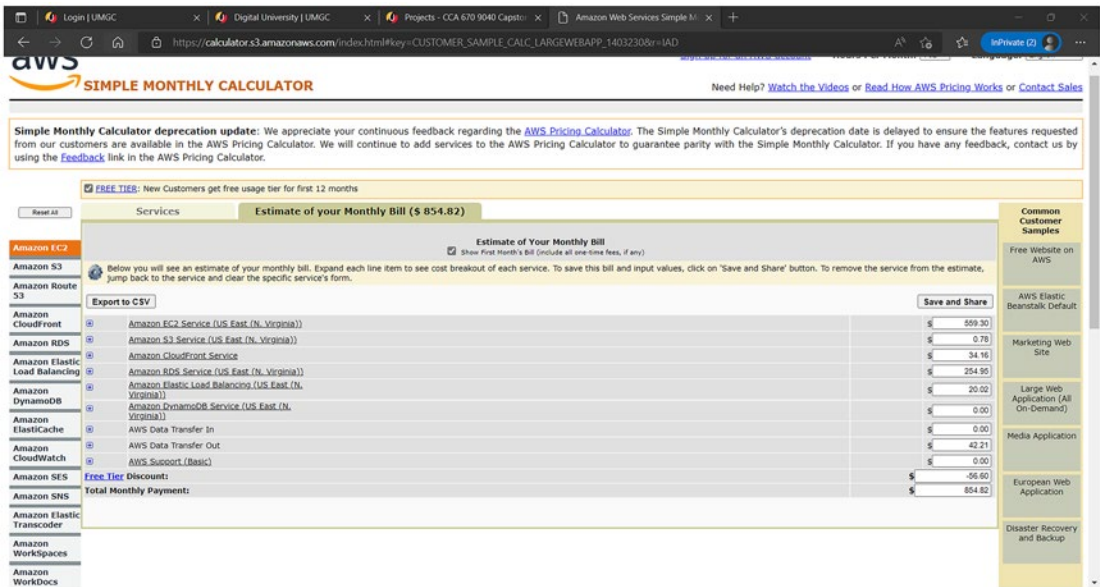 Login | UMGC
Digital University | UMGC
Projects - CCA 670 9040 Capstor
Amazon Web Services Simple M
https://calculator.s3.amazonaws.com/index.html#key=CUSTOMER_SAMPLE_CALC_LARGEWEBAPP_1403230&r=IAD
InPrivate (2)
aws
SIMPLE MONTHLY CALCULATOR
Need Help? Watch the Videos or Read How AWS Pricing Works or Contact Sales
Simple Monthly Calculator deprecation update: We appreciate your continuous feedback regarding the AWS Pricing Calculator. The Simple Monthly Calculator's deprecation date is delayed to ensure the features requested
from our customers are available in the AWS Pricing Calculator. We will continue to add services to the AWS Pricing Calculator to guarantee parity with the Simple Monthly Calculator. If you have any feedback, contact us by
using the Feedback link in the AWS Pricing Calculator.
FREE TIER: New Customers get free usage tier for first 12 months
Reset All
Services
Estimate of your Monthly Bill ($ 854.82)
Estimate of Your Monthly Bill
Show First Month's Bill (include all one-time fees, if any)
Below you will see an estimate of your monthly bill. Expand each line item to see cost breakout of each service. To save this bill and input values, click on 'Save and Share' button. To remove the service from the estimate,
jump back to the service and clear the specific service's form.
Export to CSV
Save and Share
Amazon EC2 Service (US East (N. Virginia)) $ 559.30
Amazon S3 Service (US East (N. Virginia)) $ 0.78
Amazon CloudFront Service $ 34.16
Amazon RDS Service (US East (N. Virginia)) $ 254.95
Amazon Elastic Load Balancing (US East (N.
Virginia)) $ 20.02
Amazon DynamoDB Service (US East (N.
Virginia)) $ 0.00
AWS Data Transfer In $ 0.00
AWS Data Transfer Out $ 42.21
AWS Support (Basic) $ 0.00
Free Tier Discount: $ -56.60
Total Monthly Payment: $ 854.82
Amazon EC2
Amazon S3
Amazon Route
53
Amazon
CloudFront
Amazon RDS
Amazon Elastic
Load Balancing
Amazon
DynamoDB
Amazon
ElastiCache
Amazon
CloudWatch
Amazon SES
Amazon SNS
Amazon Elastic
Transcoder
Amazon
WorkSpaces
Amazon
WorkDocs
Common
Customer
Samples
Free Website on
AWS
AWS Elastic
Beanstalk Default
Marketing Web
Site
Large Web
Application (All
On-Demand)
Media Application
European Web
Application
Disaster Recovery
and Backup